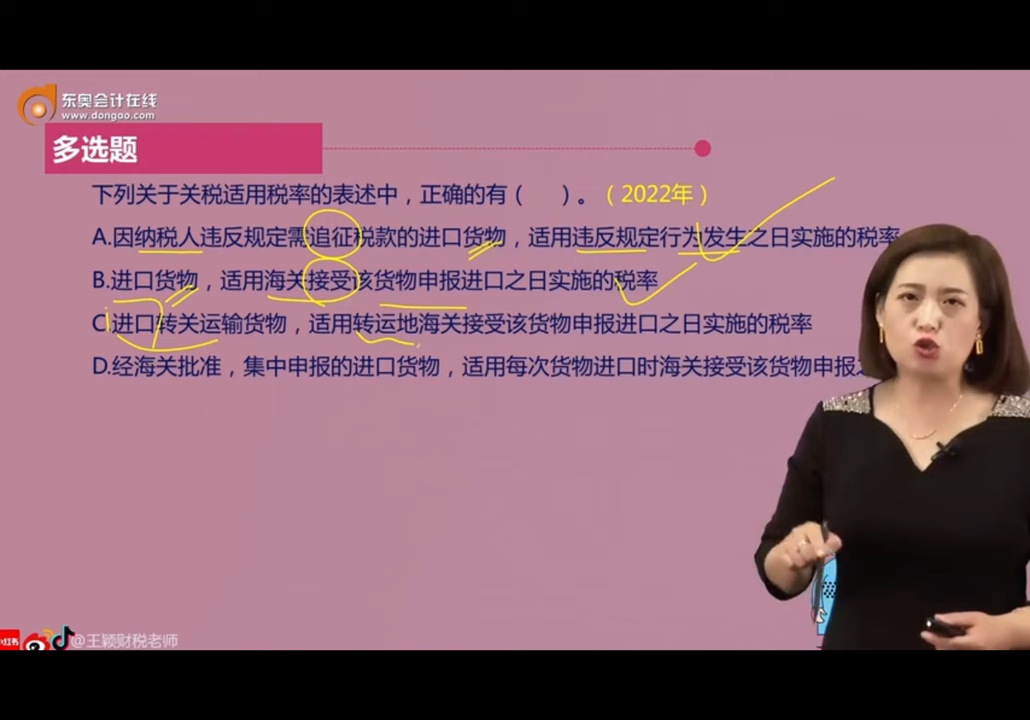 东奥会计在线
www.dongao.com
多选题
下列关于关税适用税率的表述中，正确的有（ ）。（2022年）
A.因纳税人违反规定需追征税款的进口货物，适用违反规定行为发生之日实施的税率
B.进口货物，适用海关接受该货物申报进口之日实施的税率
C.进口转关运输货物，适用转运地海关接受该货物申报进口之日实施的税率
D.经海关批准，集中申报的进口货物，适用每次货物进口时海关接受该货物申报
小红书 @王颖财税老师